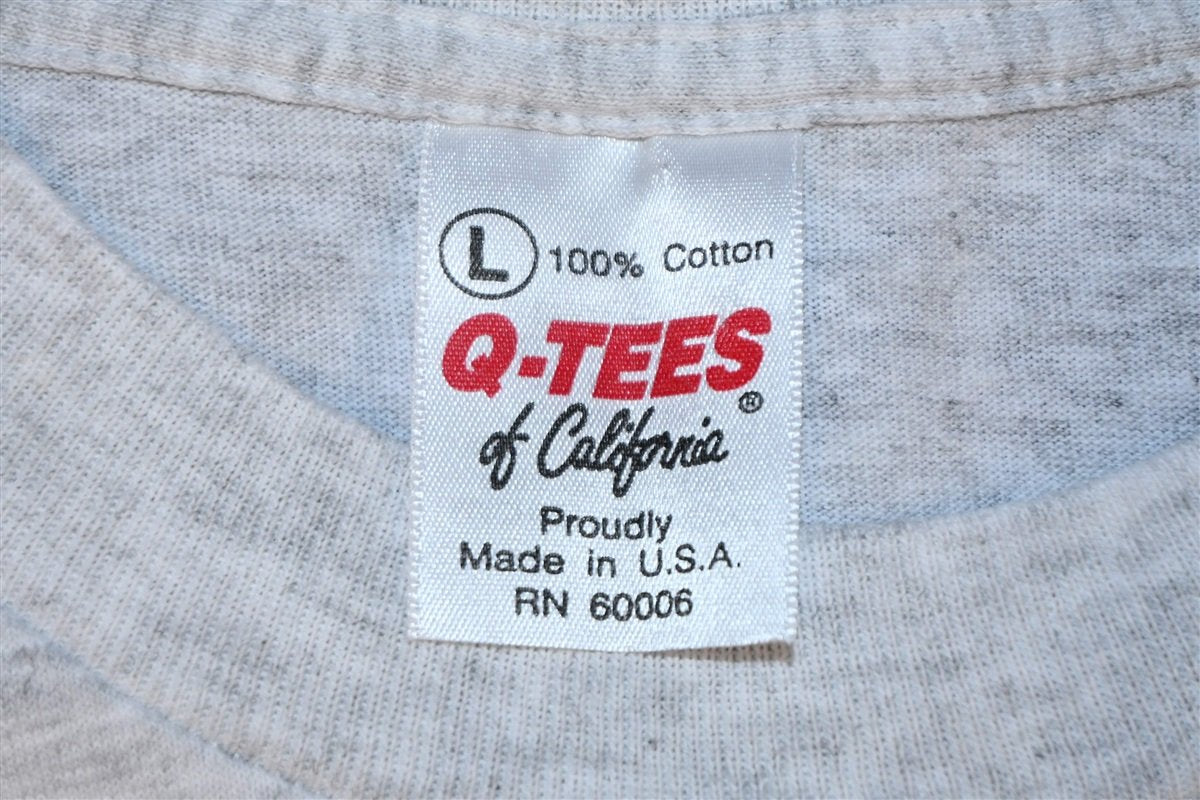 L 100% Cotton
Q-TEES
of California ®
Proudly
Made in U.S.A.
RN 60006